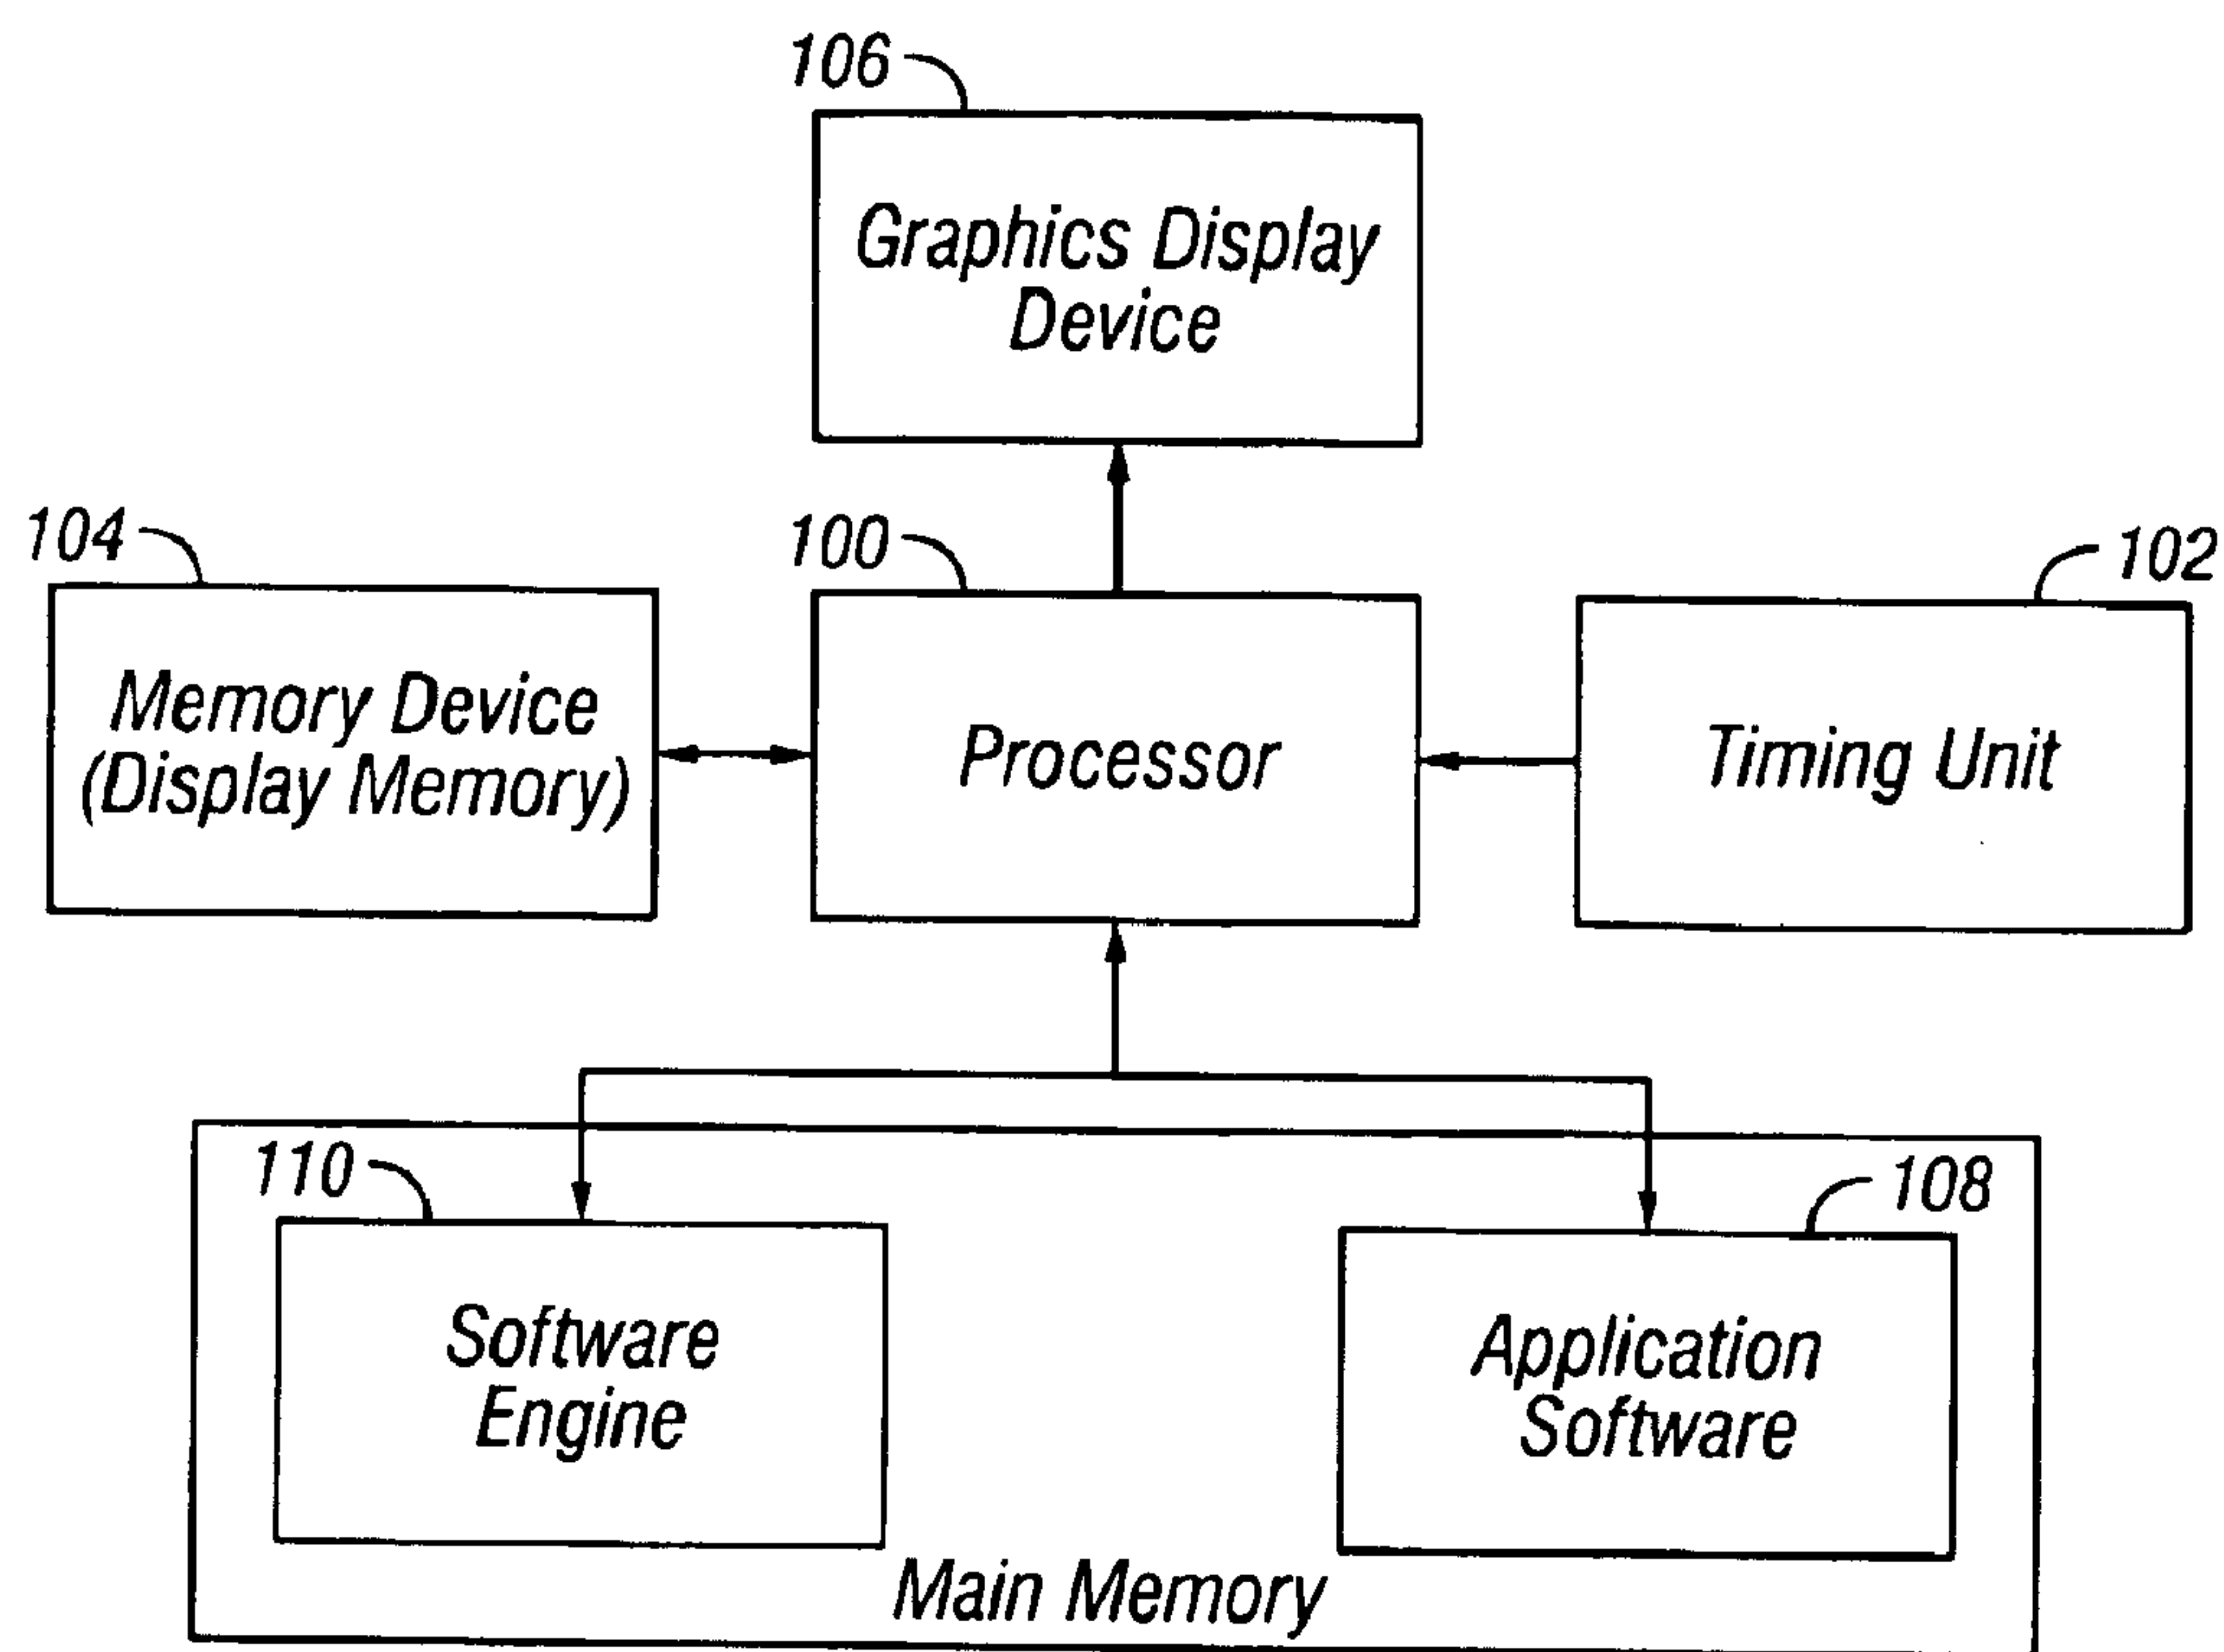 106
Graphics Display
Device
104
100
102
Memory Device
(Display Memory)
Processor
Timing Unit
110
108
Software
Engine
Application
Software
Main Memory